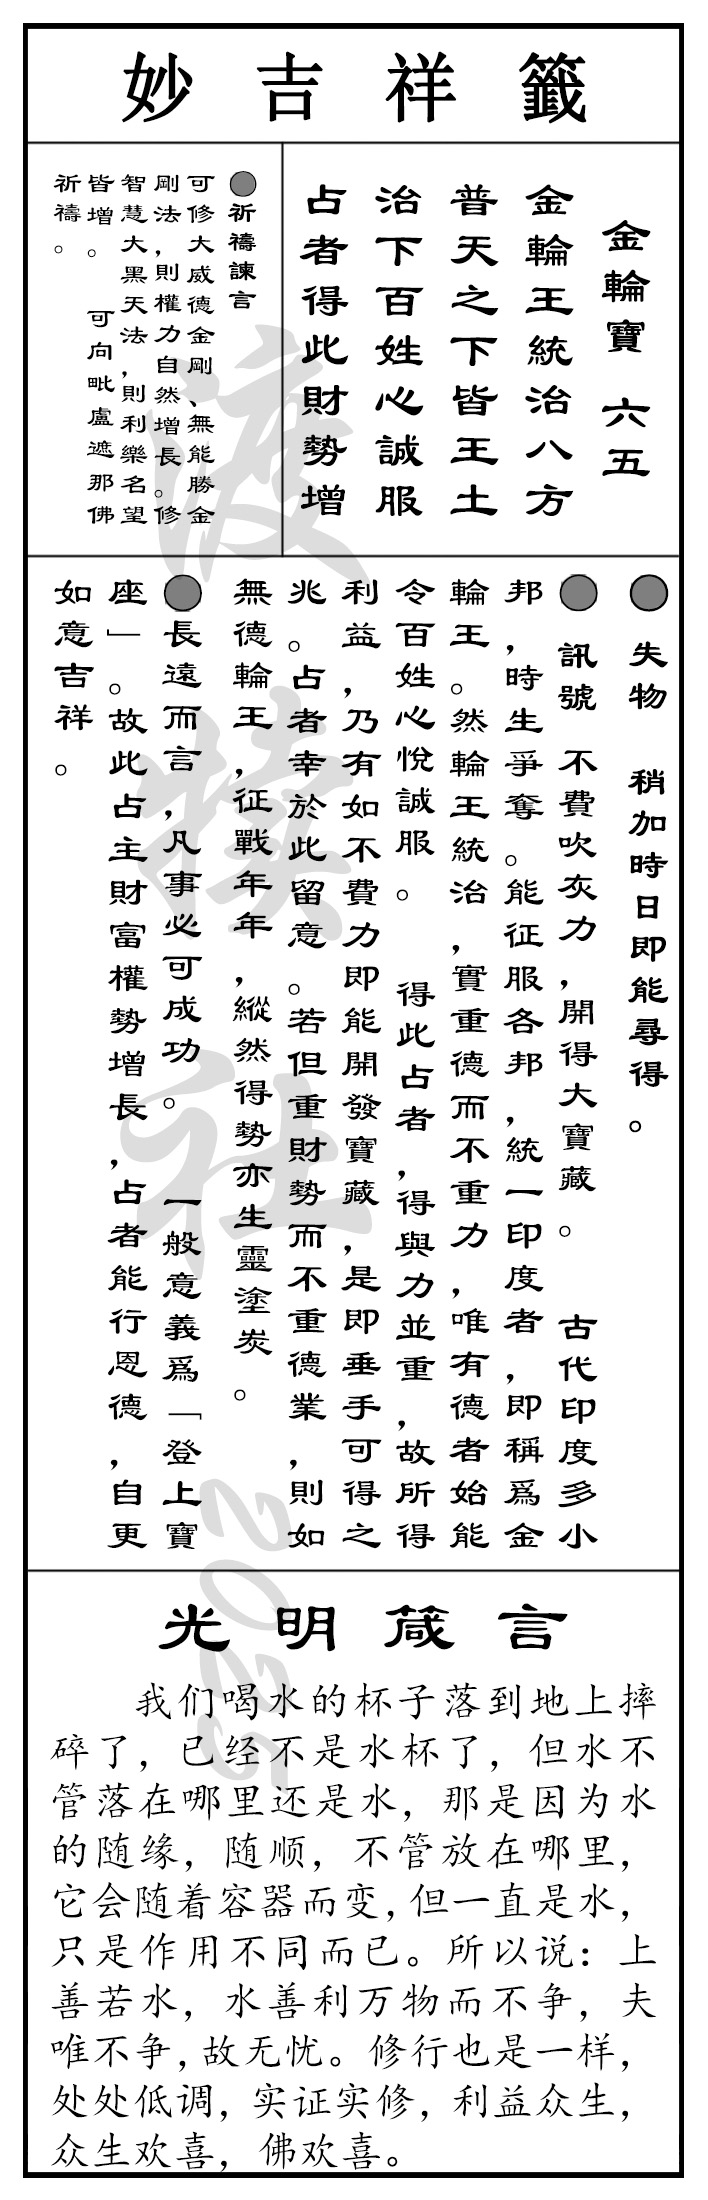 妙吉祥籤
金輪寶 六五
金輪王統治八方
普天之下皆王土
治下百姓心誠服
占者得此財勢增
●祈禱諫言
可修大威德金剛、無能勝金
剛法，則權力自然增長。修
智慧大黑天法，則利樂名望
皆增。 可向毗盧遮那佛
祈禱。
● 失物 稍加時日即能尋得。
● 訊號 不費吹灰力，開得大寶藏。 古代印度多小
邦，時生爭奪。能征服各邦，統一印度者，即稱爲金
輪王。然輪王統治，實重德而不重力，唯有德者始能
令百姓心悅誠服。 得此占者，得與力並重，故所得
利益，乃有如不費力即能開發寶藏，是即垂手可得之
兆。占者幸於此留意。若但重財勢而不重德業，則如
無德輪王，征戰年年，縱然得勢亦生靈塗炭。
●長遠而言，凡事必可成功。 一般意義爲「登上寶
座」。故此占主財富權勢增長，占者能行恩德，自更
如意吉祥。
光明箴言
我们喝水的杯子落到地上摔
碎了，已经不是水杯了，但水不
管落在哪里还是水，那是因为水
的随缘，随顺，不管放在哪里，
它会随着容器而变，但一直是水，
只是作用不同而已。所以说：上
善若水，水善利万物而不争，夫
唯不争，故无忧。修行也是一样，
处处低调，实证实修，利益众生，
众生欢喜，佛欢喜。
渡犊社
2025